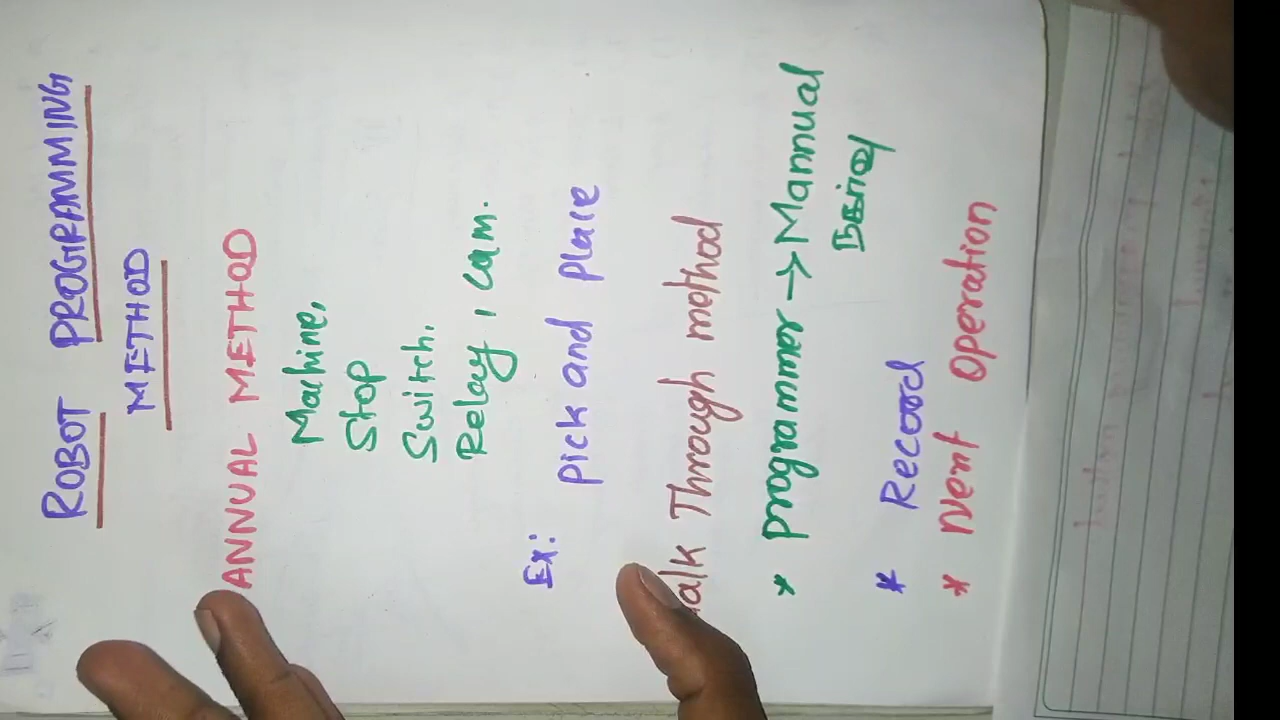 ROBOT PROGRAMMING
METHOD
ANNUAL METHOD
Machine,
Stop
Switch.
Relay, Cam.
Ex: Pick and place
alk Through method
* Programmer → Mannual
* Record
* Next Operation